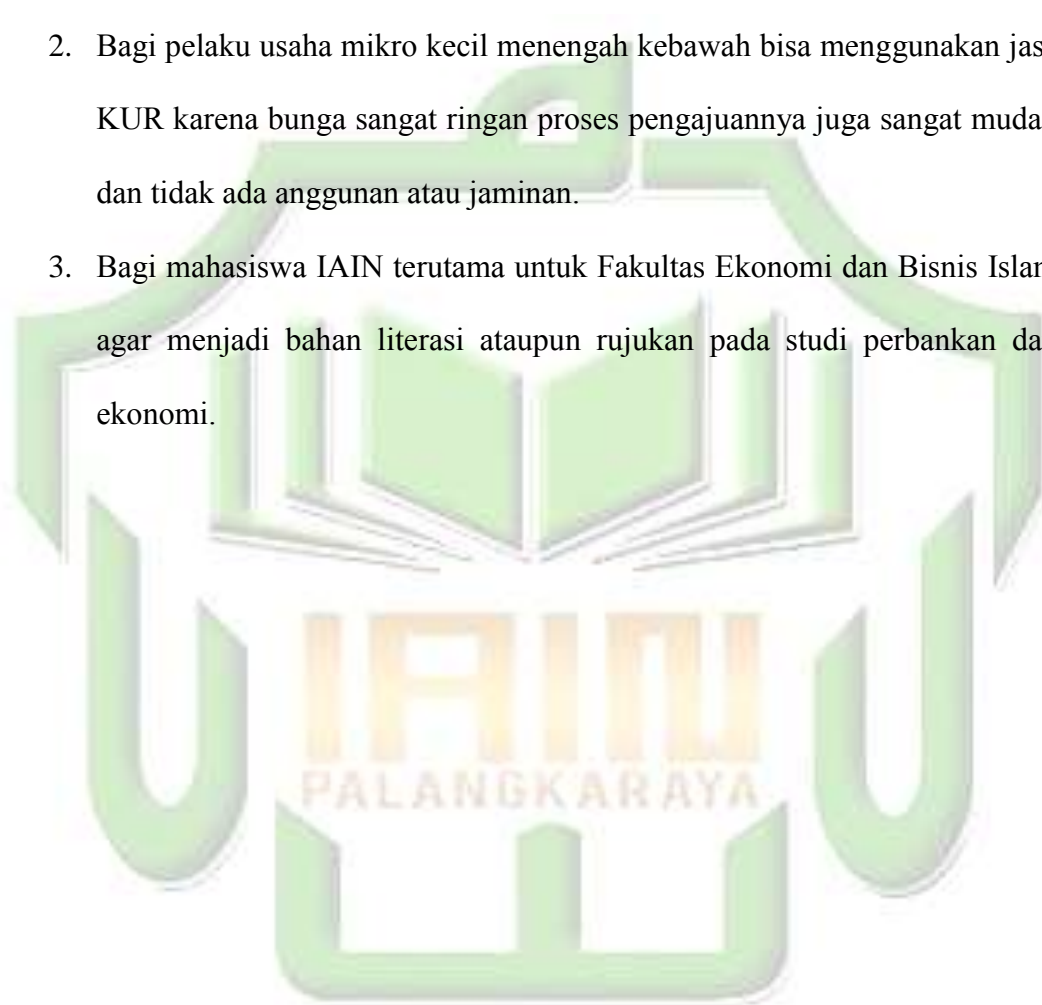 2. Bagi pelaku usaha mikro kecil menengah kebawah bisa menggunakan jas
KUR karena bunga sangat ringan proses pengajuannya juga sangat muda
dan tidak ada anggunan atau jaminan.
3. Bagi mahasiswa IAIN terutama untuk Fakultas Ekonomi dan Bisnis Islan
agar menjadi bahan literasi ataupun rujukan pada studi perbankan da
ekonomi.
IAIN
PALANGKARAYA